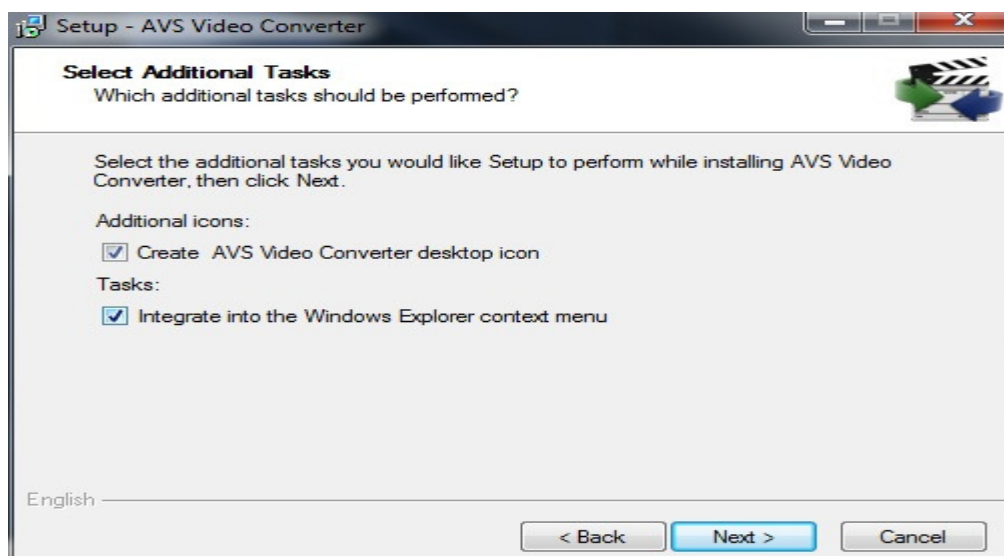 Setup - AVS Video Converter
Select Additional Tasks
Which additional tasks should be performed?
Select the additional tasks you would like Setup to perform while installing AVS Video
Converter, then click Next.
Additional icons:
Create  AVS Video Converter desktop icon
Tasks:
Integrate into the Windows Explorer context menu
English
< Back
Next >
Cancel